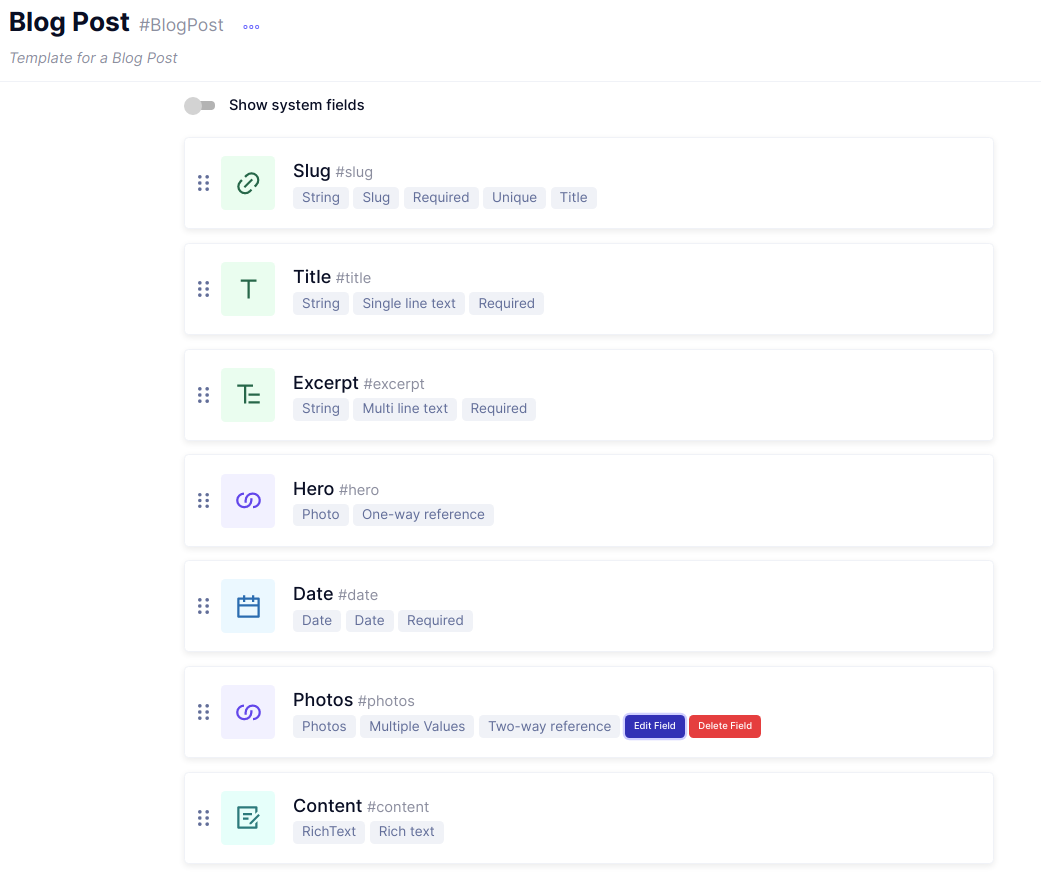 Blog Post #BlogPost
Template for a Blog Post
Show system fields
Slug #slug
String Slug Required Unique Title
Title #title
String Single line text Required
Excerpt #excerpt
String Multi line text Required
Hero #hero
Photo One-way reference
Date #date
Date Date Required
Photos #photos
Photos Multiple Values Two-way reference Edit Field Delete Field
Content #content
RichText Rich text